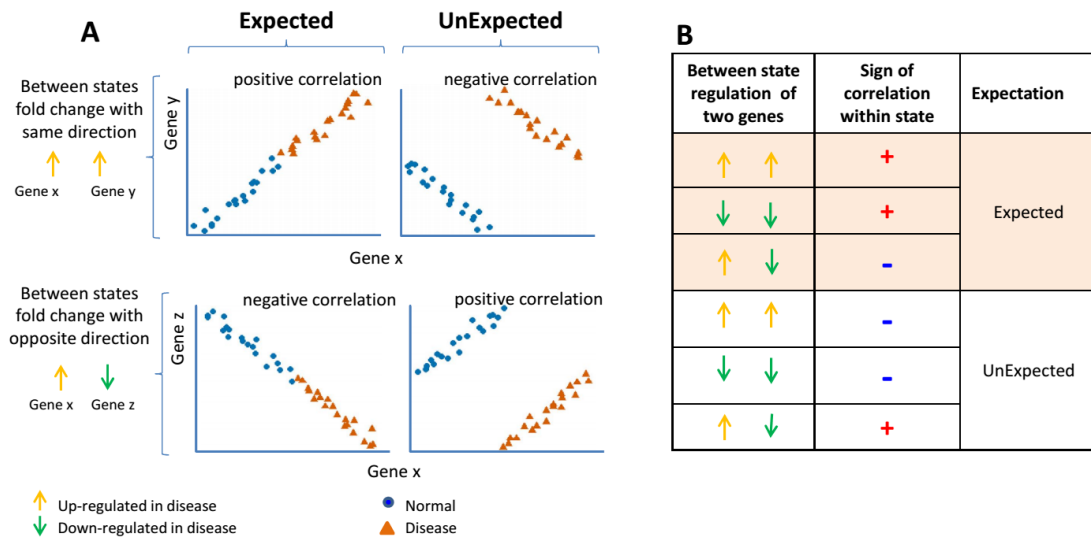 A
Expected
UnExpected
Between states
fold change with
same direction
Gene x
Gene y
Gene y
positive correlation
negative correlation
Gene x
Between states
fold change with
opposite direction
Gene x
Gene z
Gene z
negative correlation
positive correlation
Gene x
Up-regulated in disease
Down-regulated in disease
Normal
Disease
B
Between state
regulation of
two genes
Sign of
correlation
within state
Expectation
+
+
-
Expected
-
-
+
UnExpected